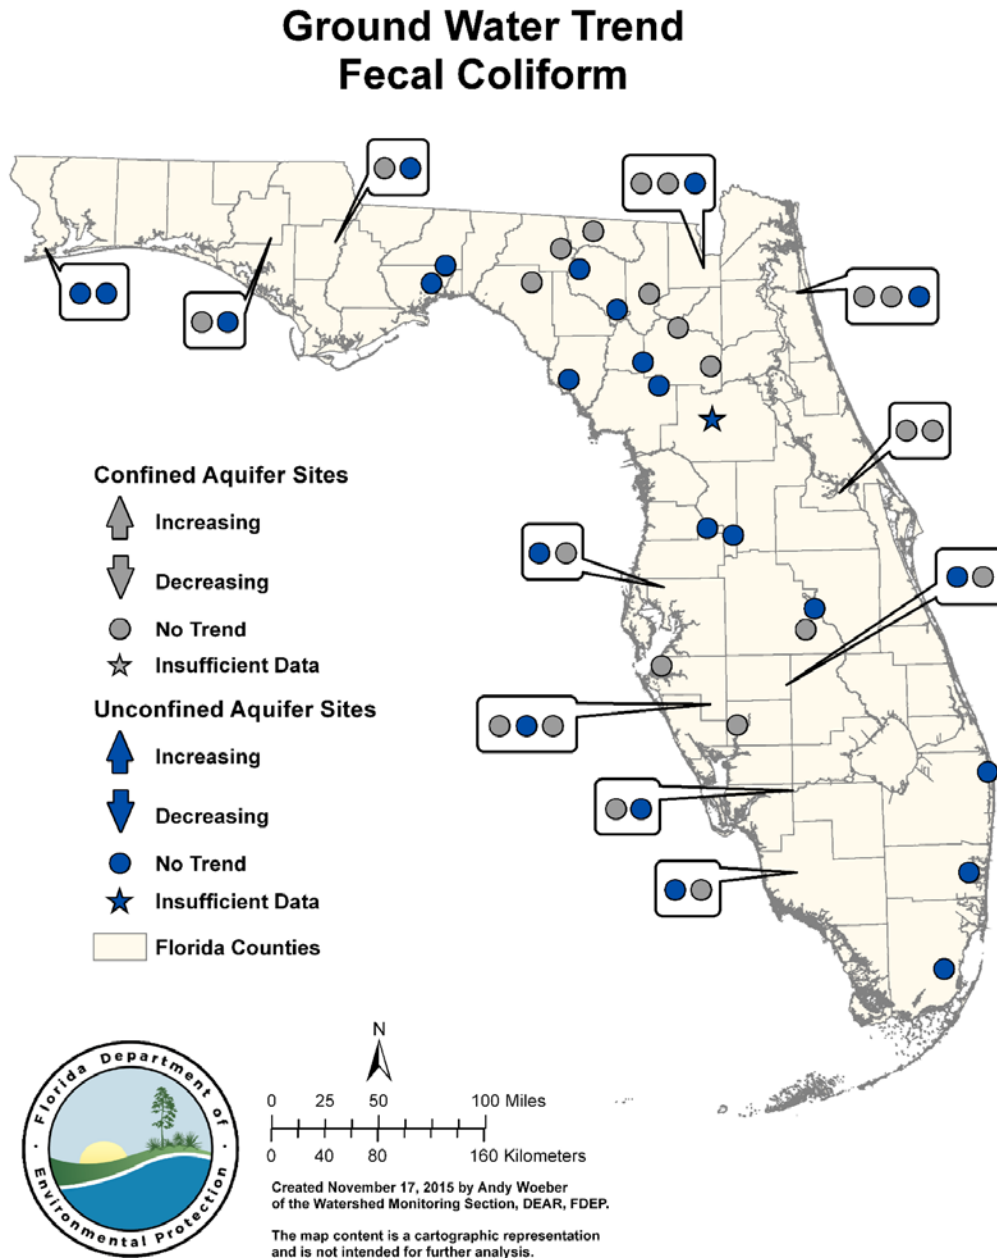 Ground Water Trend
Fecal Coliform
Confined Aquifer Sites
Increasing
Decreasing
No Trend
Insufficient Data
Unconfined Aquifer Sites
Increasing
Decreasing
No Trend
Insufficient Data
Florida Counties
Florida Department of
Environmental Protection
N
0 25 50 100 Miles
0 40 80 160 Kilometers
Created November 17, 2015 by Andy Woeber
of the Watershed Monitoring Section, DEAR, FDEP.
The map content is a cartographic representation
and is not intended for further analysis.